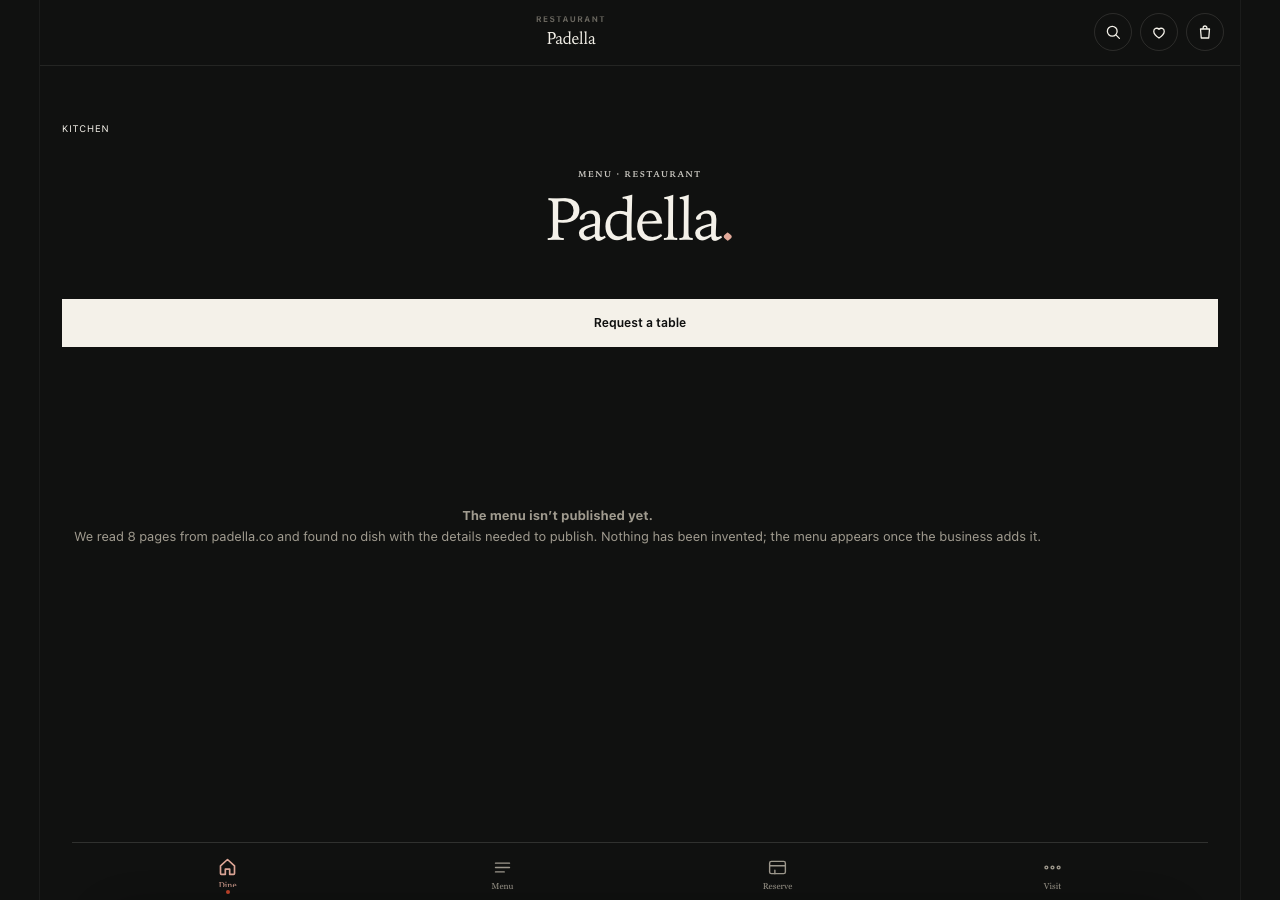 RESTAURANT
Padella
KITCHEN
MENU · RESTAURANT
Padella.
Request a table
The menu isn’t published yet.
We read 8 pages from padella.co and found no dish with the details needed to publish. Nothing has been invented; the menu appears once the business adds it.
Dine
Menu
Reserve
Visit